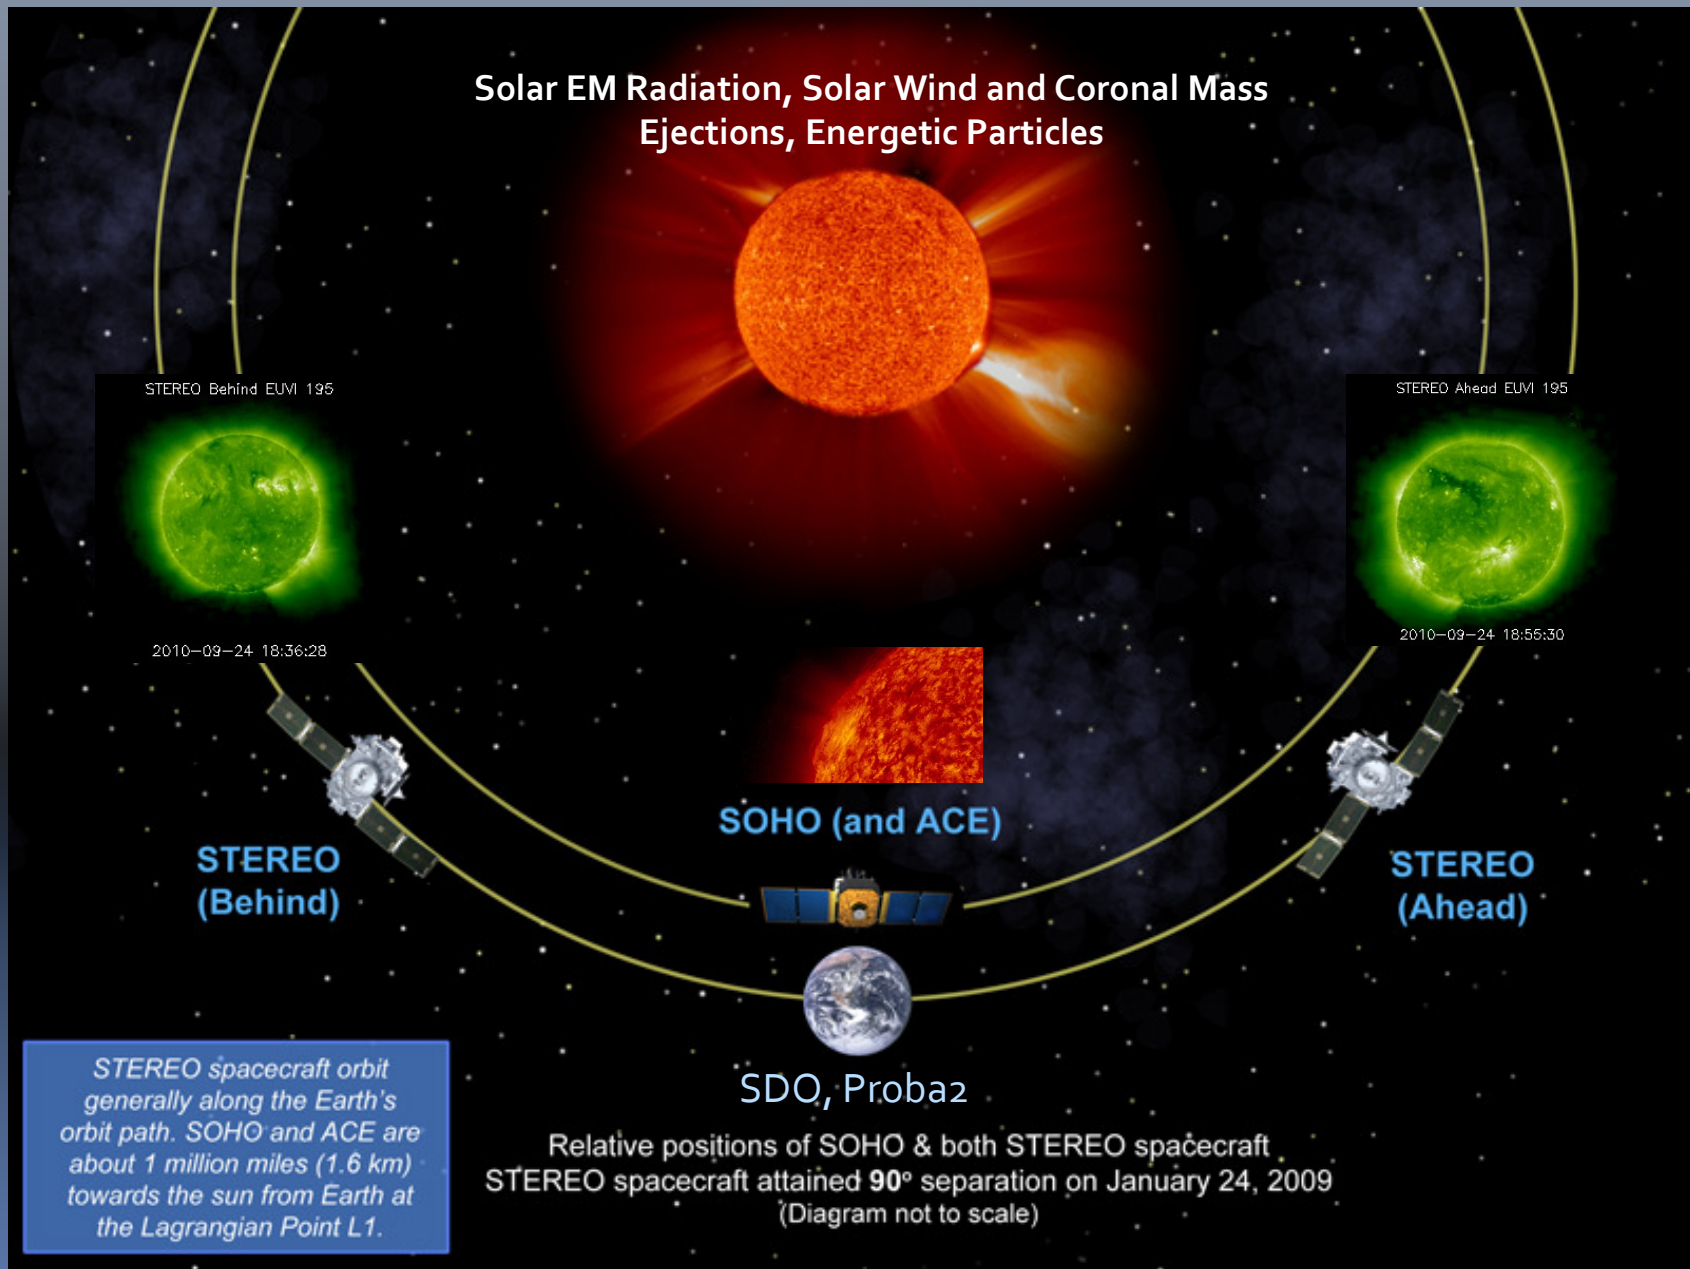 Solar EM Radiation, Solar Wind and Coronal Mass
Ejections, Energetic Particles
STEREO Behind EUVI 195
2010-09-24 18:36:28
STEREO Ahead EUVI 195
2010-09-24 18:55:30
SOHO (and ACE)
STEREO
(Behind)
STEREO
(Ahead)
SDO, Proba2
STEREO spacecraft orbit
generally along the Earth's
orbit path. SOHO and ACE are
about 1 million miles (1.6 km)
towards the sun from Earth at
the Lagrangian Point L1.
Relative positions of SOHO & both STEREO spacecraft
STEREO spacecraft attained 90° separation on January 24, 2009
(Diagram not to scale)